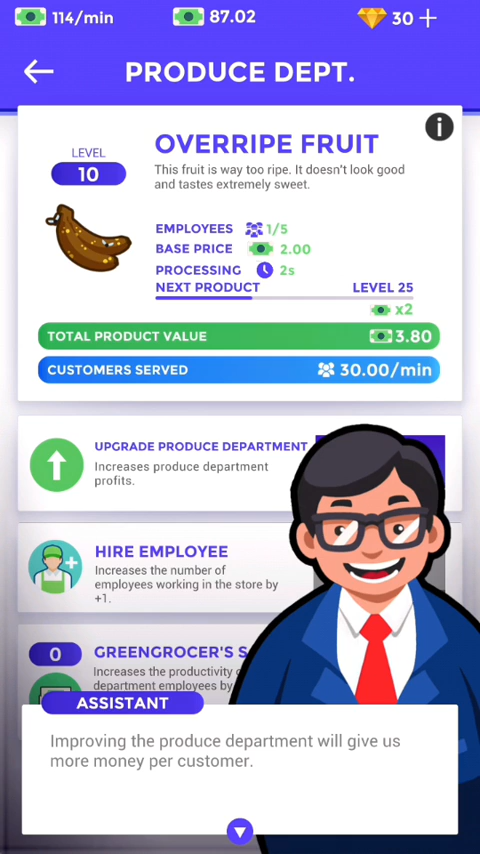 114/min
87.02
30
PRODUCE DEPT.
i
LEVEL
10
OVERRIPE FRUIT
This fruit is way too ripe. It doesn't look good
and tastes extremely sweet.
EMPLOYEES 1/5
BASE PRICE 2.00
PROCESSING 2s
NEXT PRODUCT LEVEL 25
x2
TOTAL PRODUCT VALUE 3.80
CUSTOMERS SERVED 30.00/min
UPGRADE PRODUCE DEPARTMENT
Increases produce department
profits.
HIRE EMPLOYEE
Increases the number of
employees working in the store by
+1.
0
GREENGROCER'S
Increases the productivity
department employees by
ASSISTANT
Improving the produce department will give us
more money per customer.